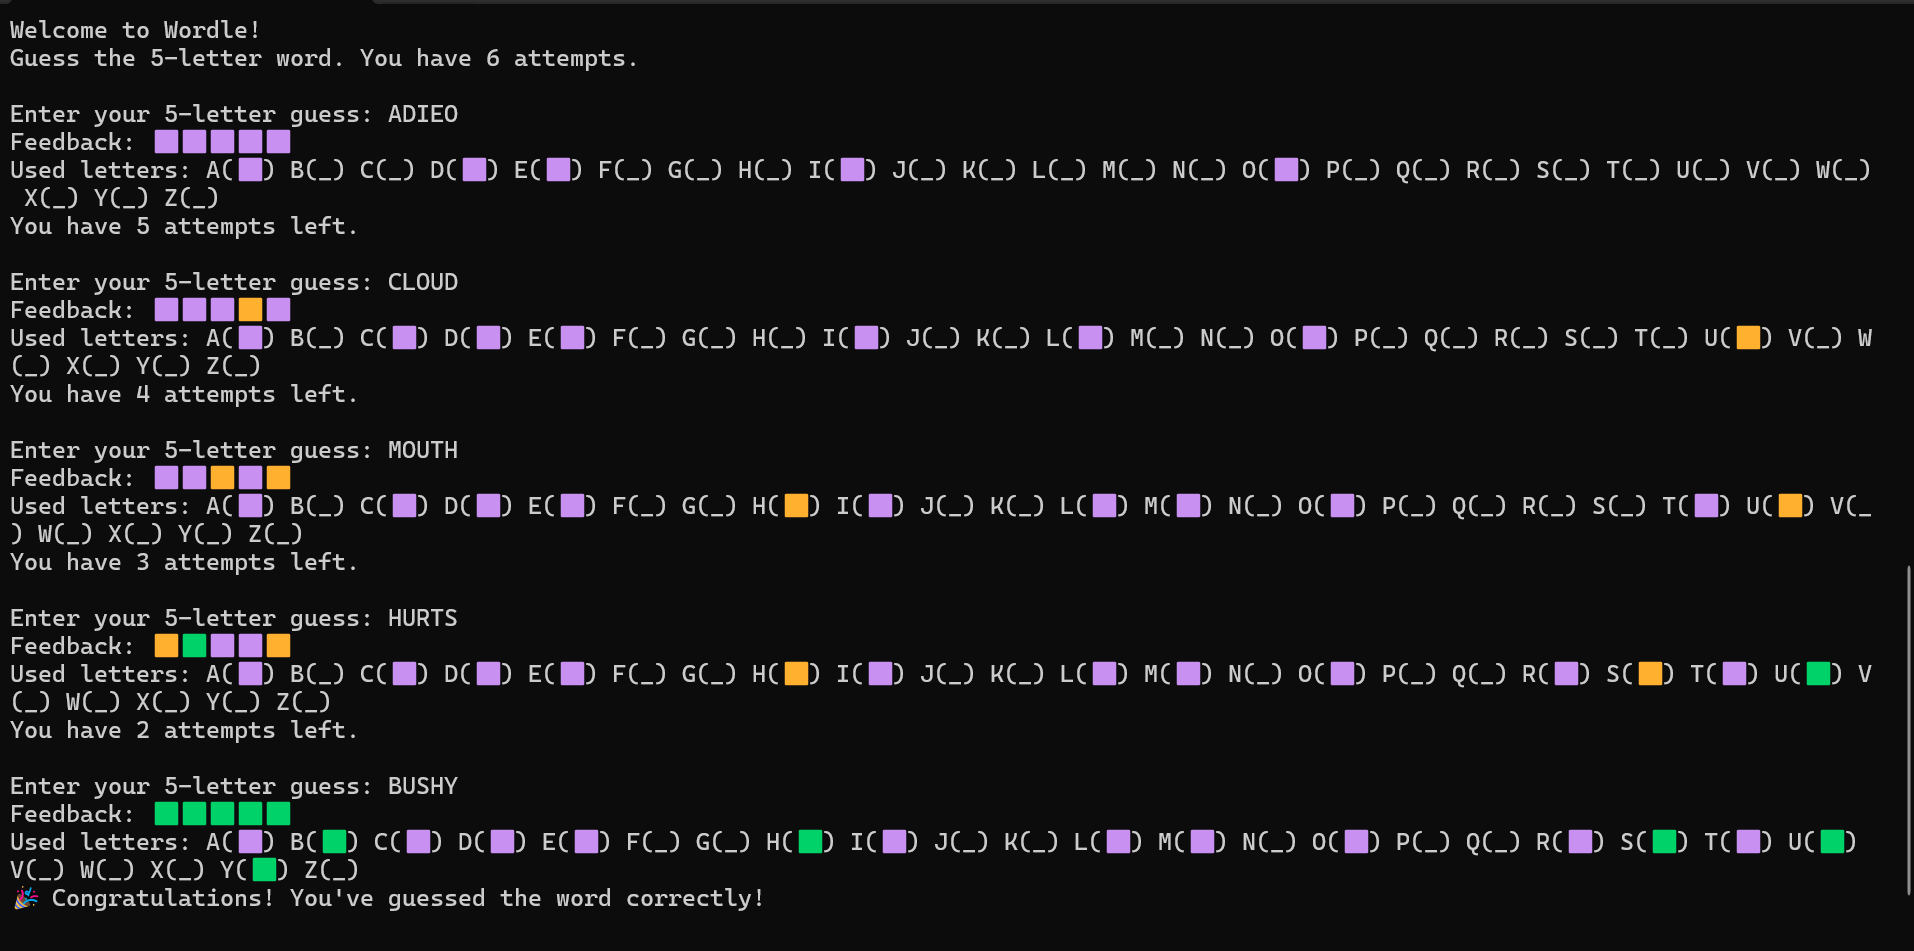 Welcome to Wordle!
Guess the 5-letter word. You have 6 attempts.
Enter your 5-letter guess: ADIEO
Feedback: 🟪🟪🟪🟪🟪
Used letters: A(🟪) B(_) C(_) D(🟪) E(🟪) F(_) G(_) H(_) I(🟪) J(_) K(_) L(_) M(_) N(_) O(🟪) P(_) Q(_) R(_) S(_) T(_) U(_) V(_) W(_)
X(_) Y(_) Z(_)
You have 5 attempts left.
Enter your 5-letter guess: CLOUD
Feedback: 🟪🟪🟪🟧🟪
Used letters: A(🟪) B(_) C(🟪) D(🟪) E(🟪) F(_) G(_) H(_) I(🟪) J(_) K(_) L(🟪) M(_) N(_) O(🟪) P(_) Q(_) R(_) S(_) T(_) U(🟧) V(_) W
(_) X(_) Y(_) Z(_)
You have 4 attempts left.
Enter your 5-letter guess: MOUTH
Feedback: 🟪🟪🟧🟪🟧
Used letters: A(🟪) B(_) C(🟪) D(🟪) E(🟪) F(_) G(_) H(🟧) I(🟪) J(_) K(_) L(🟪) M(🟪) N(_) O(🟪) P(_) Q(_) R(_) S(_) T(🟪) U(🟧) V(_
) W(_) X(_) Y(_) Z(_)
You have 3 attempts left.
Enter your 5-letter guess: HURTS
Feedback: 🟧🟩🟪🟪🟧
Used letters: A(🟪) B(_) C(🟪) D(🟪) E(🟪) F(_) G(_) H(🟧) I(🟪) J(_) K(_) L(🟪) M(🟪) N(_) O(🟪) P(_) Q(_) R(🟪) S(🟧) T(🟪) U(🟩) V
(_) W(_) X(_) Y(_) Z(_)
You have 2 attempts left.
Enter your 5-letter guess: BUSHY
Feedback: 🟩🟩🟩🟩🟩
Used letters: A(🟪) B(🟩) C(🟪) D(🟪) E(🟪) F(_) G(_) H(🟩) I(🟪) J(_) K(_) L(🟪) M(🟪) N(_) O(🟪) P(_) Q(_) R(🟪) S(🟩) T(🟪) U(🟩)
V(_) W(_) X(_) Y(🟩) Z(_)
🎉 Congratulations! You've guessed the word correctly!